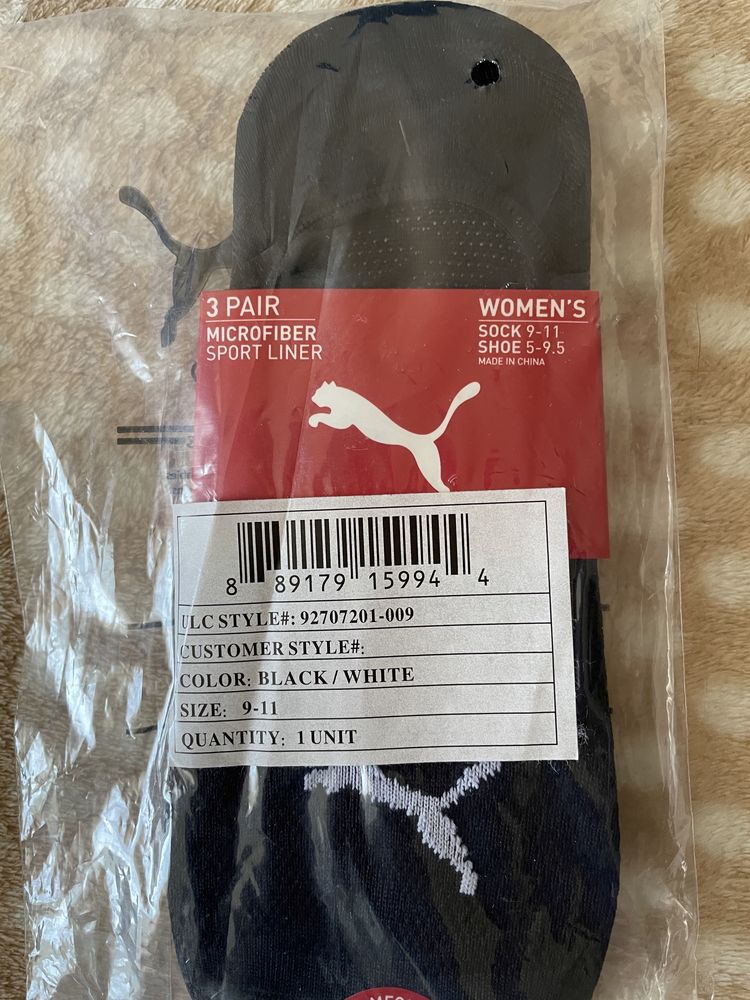 3 PAIR
MICROFIBER
SPORT LINER
WOMEN'S
SOCK 9-11
SHOE 5-9.5
MADE IN CHINA
8 89179 15994 4
ULC STYLE#: 92707201-009
CUSTOMER STYLE#:
COLOR: BLACK / WHITE
SIZE: 9-11
QUANTITY: 1 UNIT